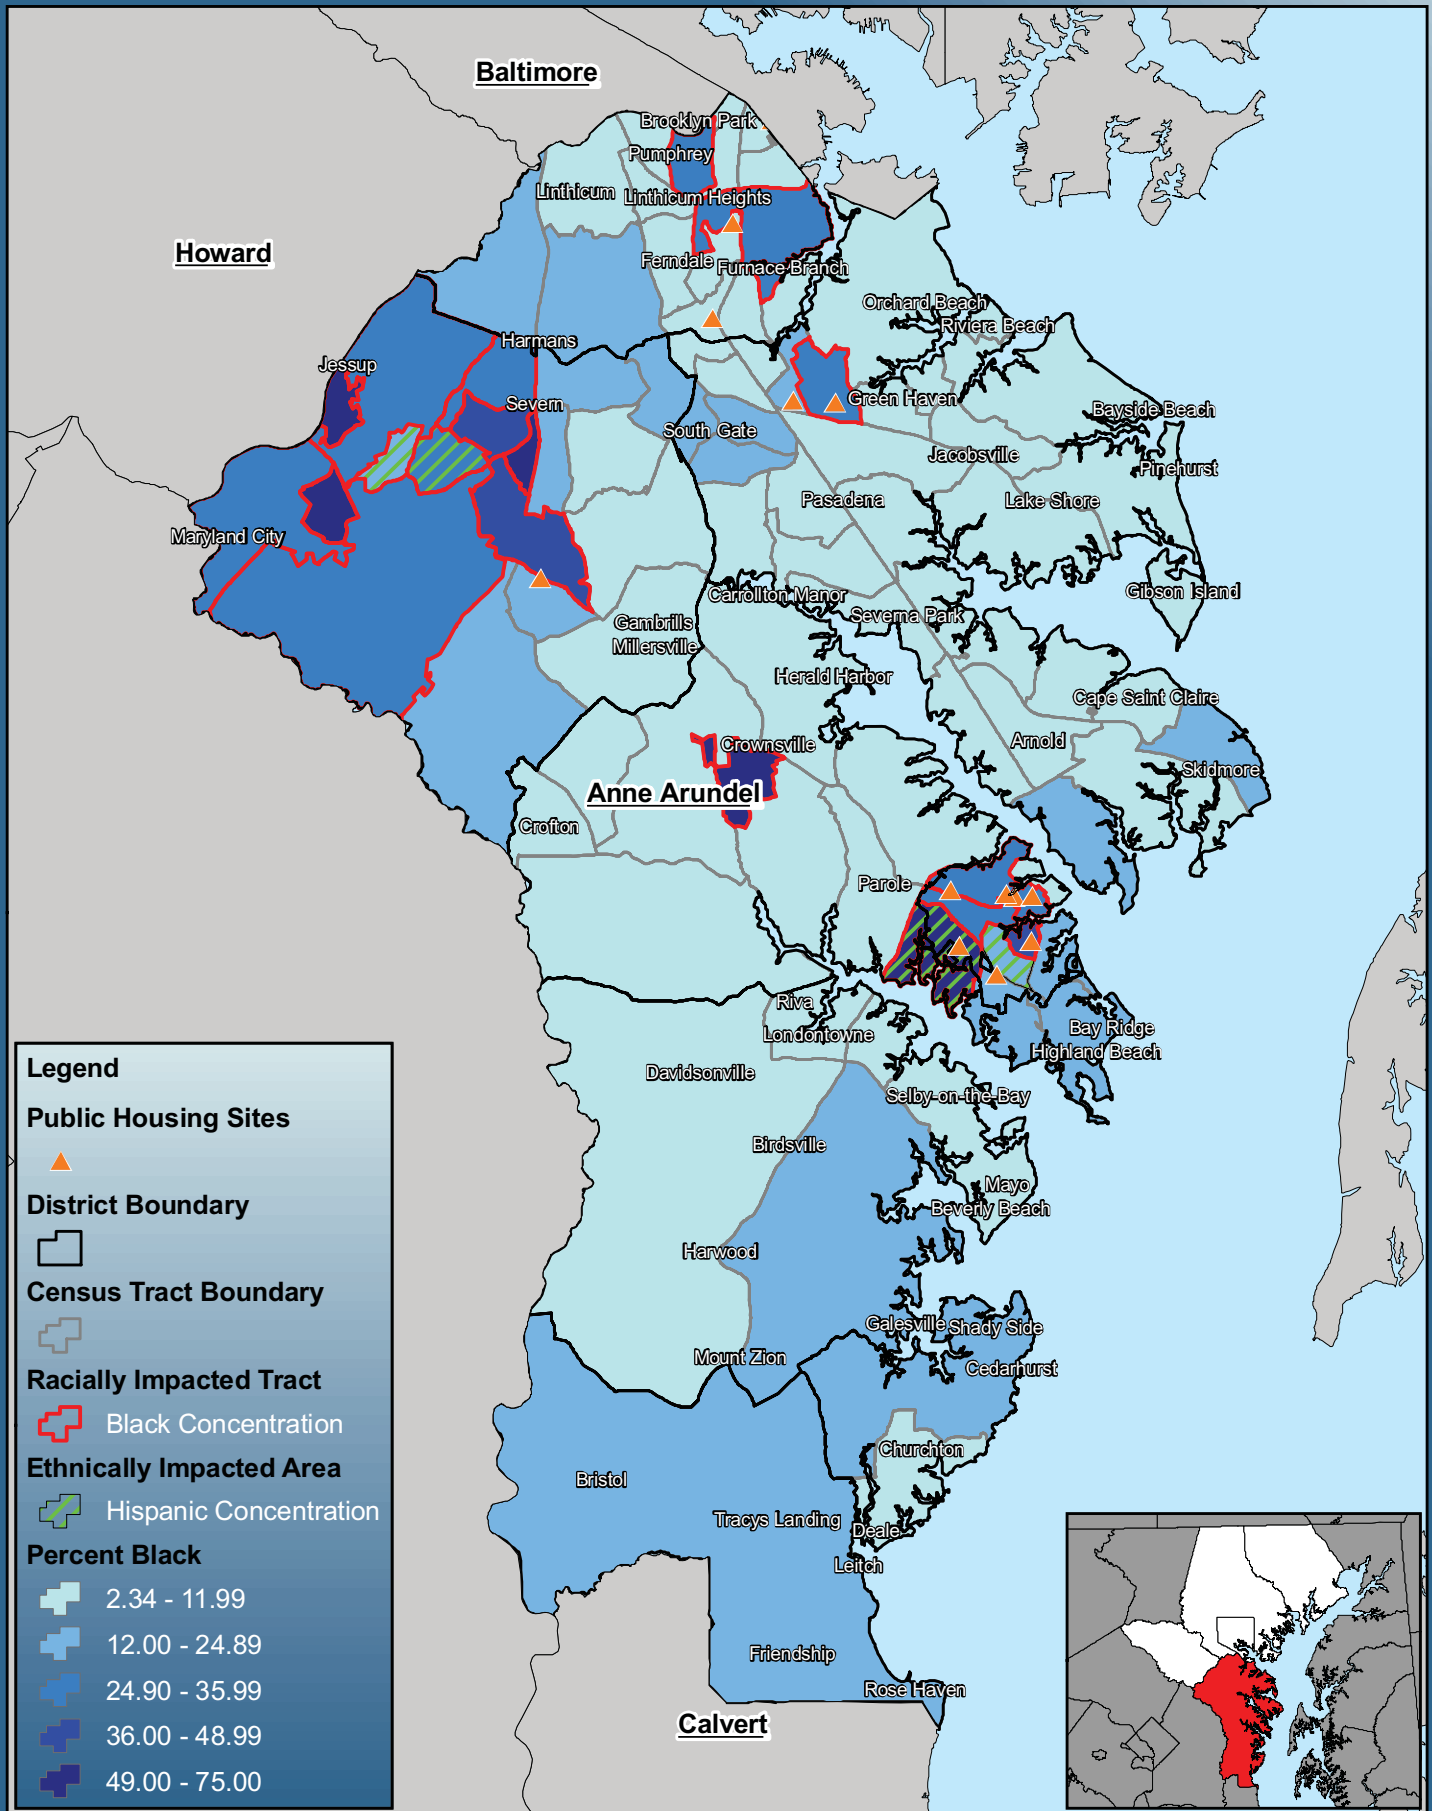 Baltimore
Brooklyn Park
Pumphrey
Linthicum
Linthicum Heights
Howard
Ferndale
Furnace Branch
Orchard Beach
Riviera Beach
Harmans
Jessup
Severn
Green Haven
Bayside Beach
South Gate
Jacobsville
Pinehurst
Pasadena
Lake Shore
Maryland City
Gibson Island
Carrollton Manor
Severna Park
Gambrills
Millersville
Herald Harbor
Cape Saint Claire
Crownsville
Arnold
Skidmore
Anne Arundel
Crofton
Parole
Riva
Londontowne
Bay Ridge
Highland Beach
Davidsonville
Selby-on-the-Bay
Birdsville
Mayo
Beverly Beach
Harwood
Galesville
Shady Side
Mount Zion
Cedarhurst
Churchton
Bristol
Tracys Landing
Deale
Leitch
Friendship
Rose Haven
Calvert
Legend
Public Housing Sites
District Boundary
Census Tract Boundary
Racially Impacted Tract
Black Concentration
Ethnically Impacted Area
Hispanic Concentration
Percent Black
2.34 - 11.99
12.00 - 24.89
24.90 - 35.99
36.00 - 48.99
49.00 - 75.00